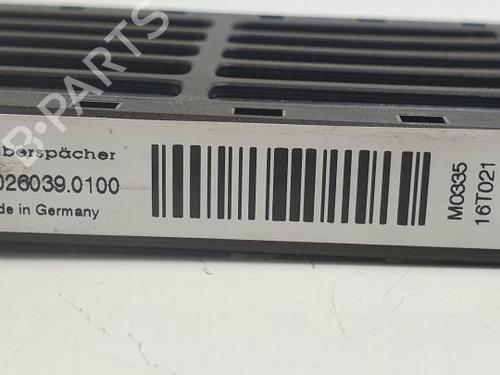 berspächer
026039.0100
de in Germany
M0335
16T021
B-PARTS